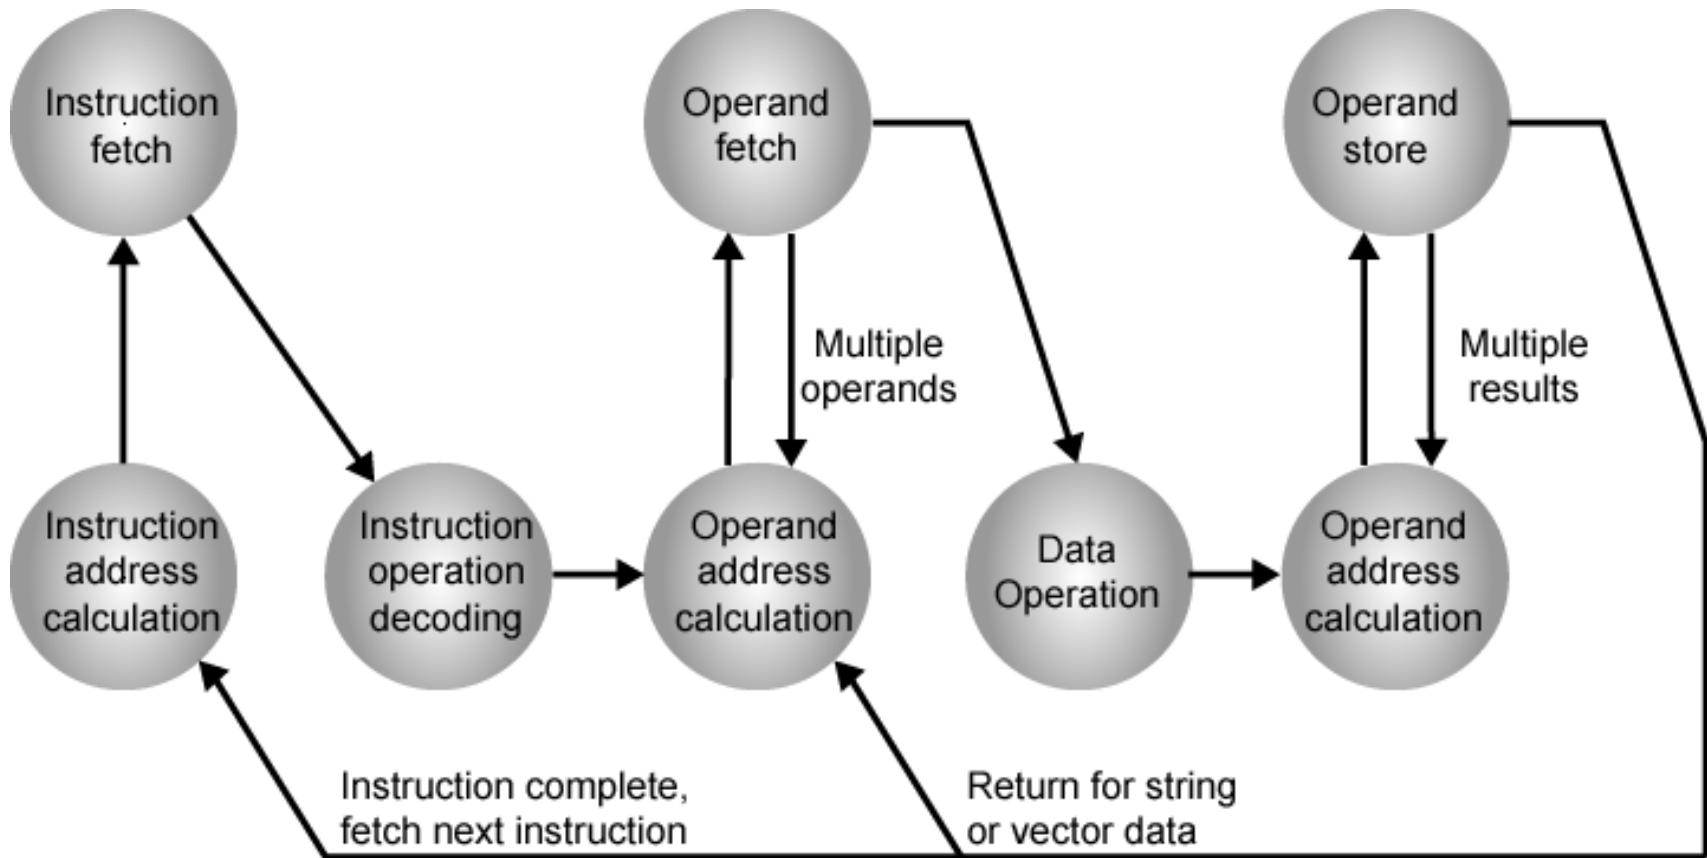 Instruction
fetch
Operand
fetch
Operand
store
Multiple
operands
Multiple
results
Instruction
address
calculation
Instruction
operation
decoding
Operand
address
calculation
Data
Operation
Operand
address
calculation
Instruction complete,
fetch next instruction
Return for string
or vector data